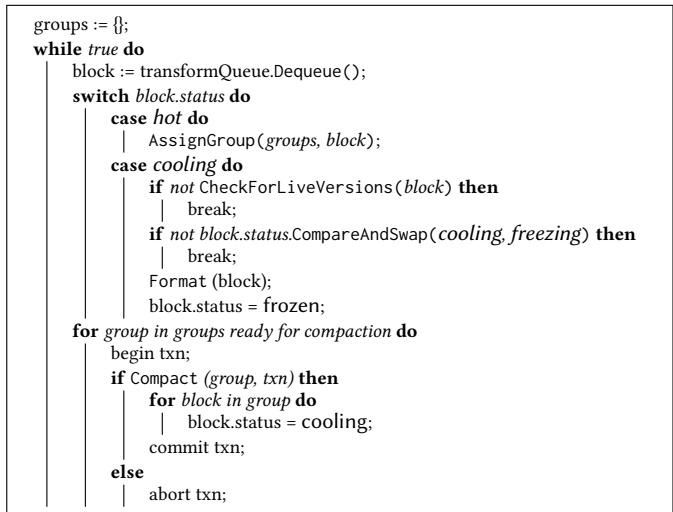 groups := {};
while true do
block := transformQueue.Dequeue();
switch block.status do
case hot do
AssignGroup(groups, block);
case cooling do
if not CheckForLiveVersions(block) then
break;
if not block.status.CompareAndSwap(cooling, freezing) then
break;
Format (block);
block.status = frozen;
for group in groups ready for compaction do
begin txn;
if Compact (group, txn) then
for block in group do
block.status = cooling;
commit txn;
else
abort txn;